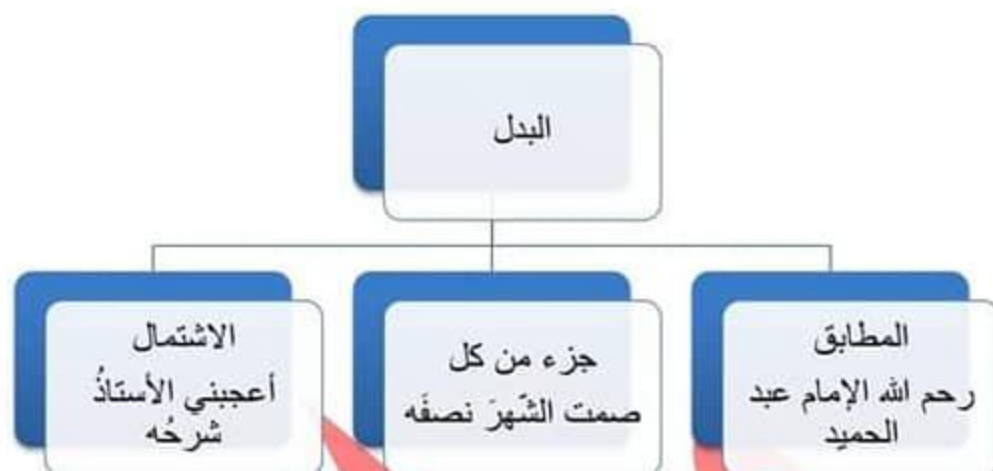 البدل
المطابق
رحم الله الإمام عبد
الحميد
جزء من كل
صمت الشّهرَ نصفَه
الاشتمال
أعجبني الأستاذُ
شرحُه